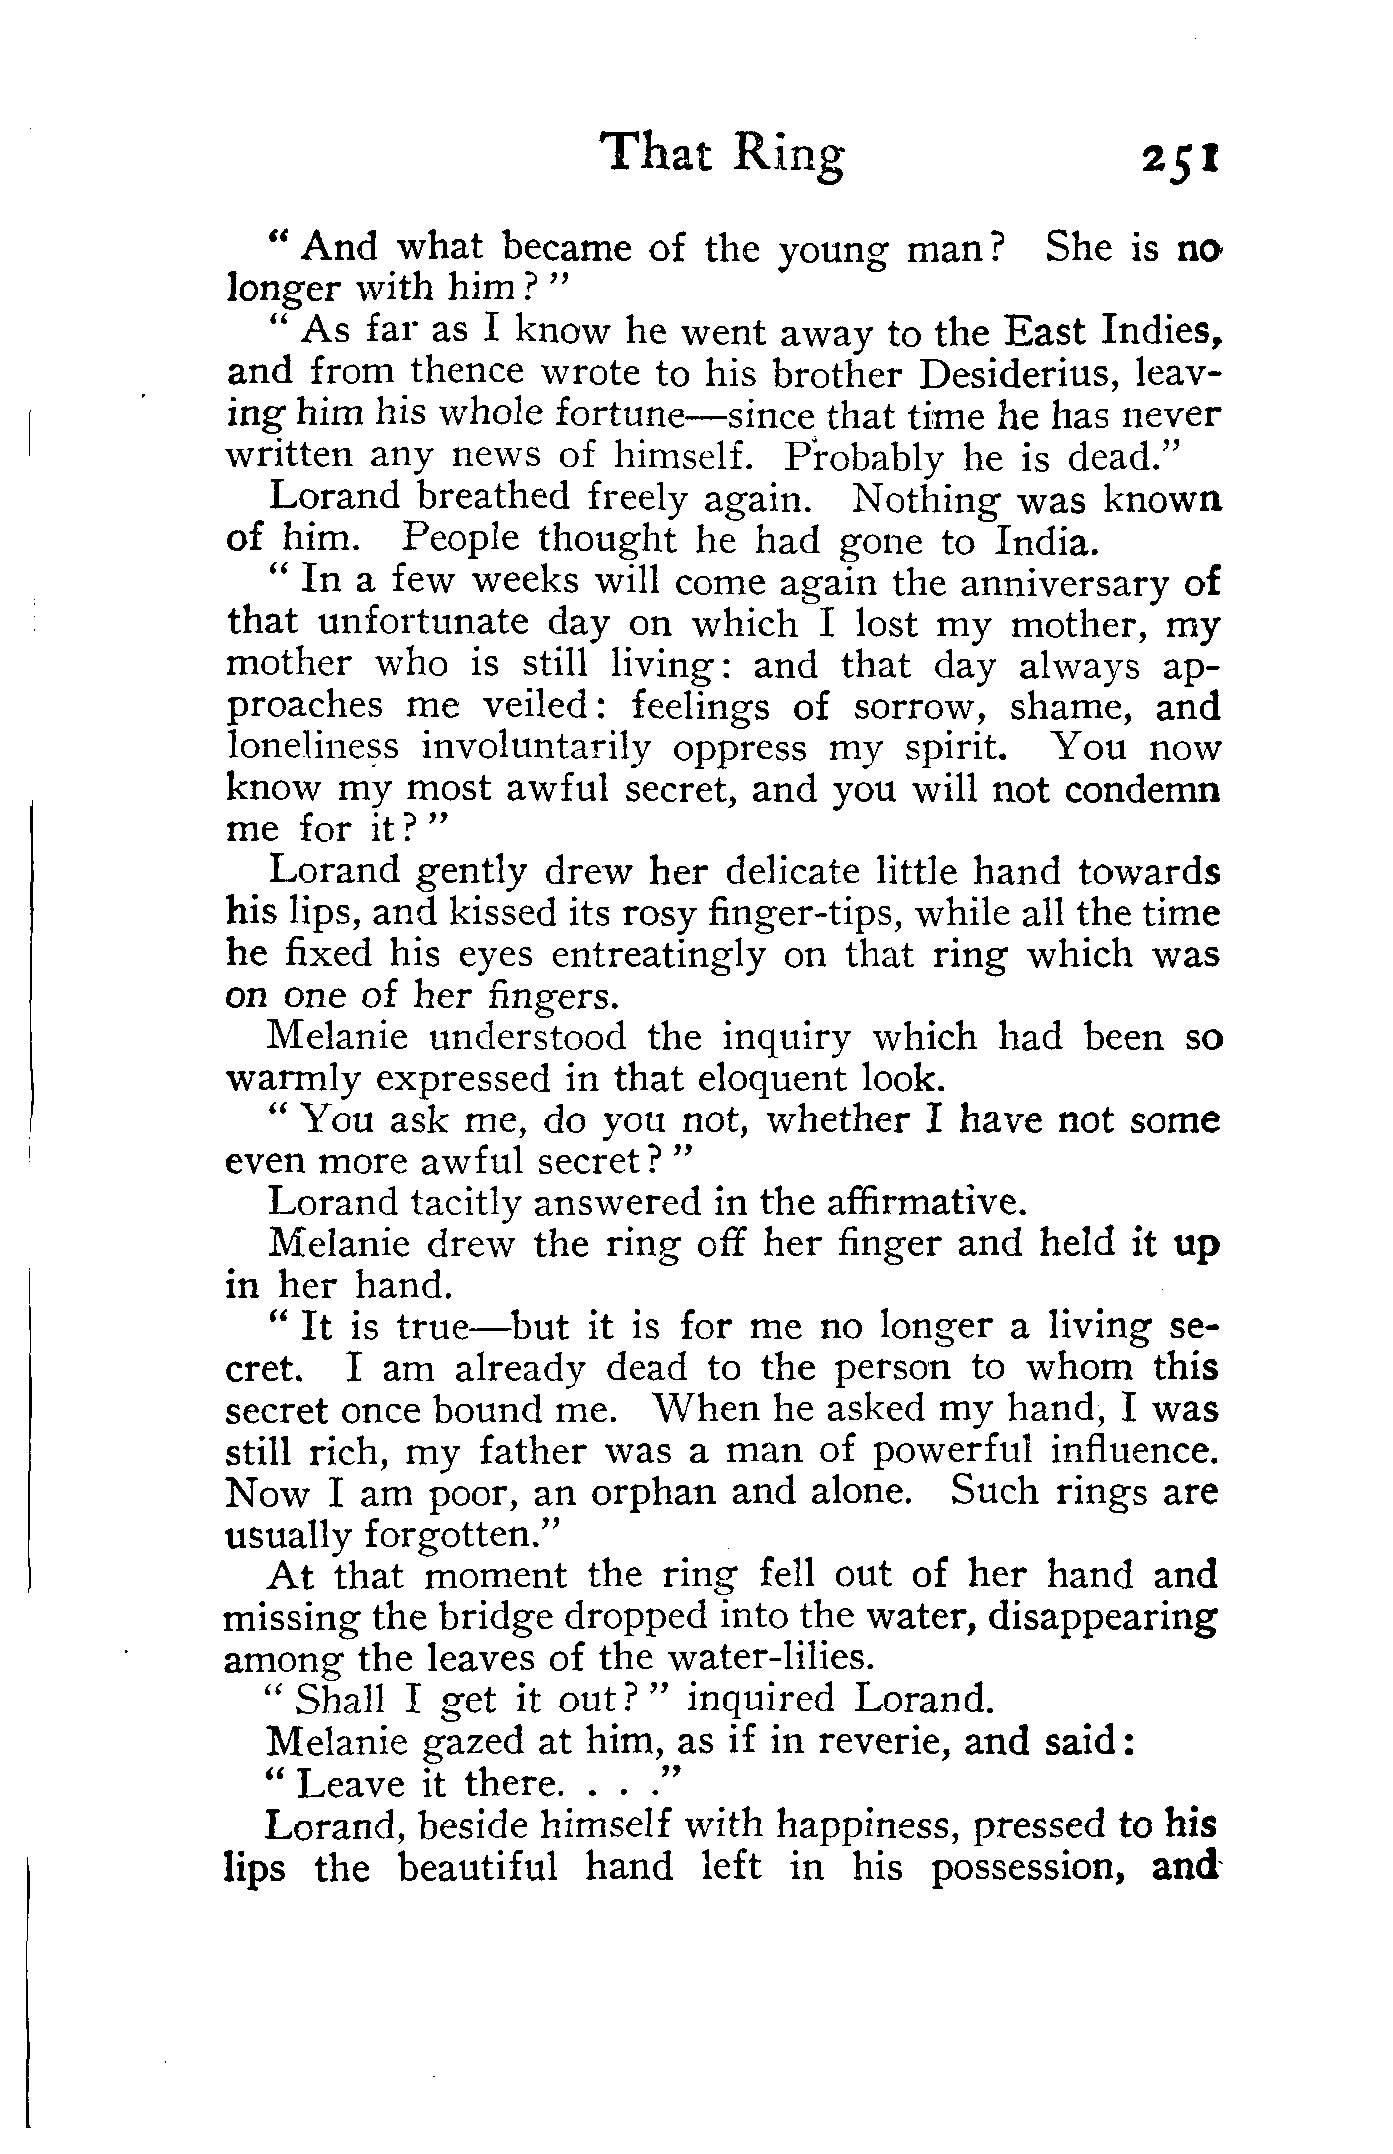 That Ring 251
“ And what became of the young man? She is no
longer with him? ”
“ As far as I know he went away to the East Indies,
and from thence wrote to his brother Desiderius, leav-
ing him his whole fortune—since that time he has never
written any news of himself. Probably he is dead.”
Lorand breathed freely again. Nothing was known
of him. People thought he had gone to India.
“ In a few weeks will come again the anniversary of
that unfortunate day on which I lost my mother, my
mother who is still living: and that day always ap-
proaches me veiled: feelings of sorrow, shame, and
loneliness involuntarily oppress my spirit. You now
know my most awful secret, and you will not condemn
me for it? ”
Lorand gently drew her delicate little hand towards
his lips, and kissed its rosy finger-tips, while all the time
he fixed his eyes entreatingly on that ring which was
on one of her fingers.
Melanie understood the inquiry which had been so
warmly expressed in that eloquent look.
“ You ask me, do you not, whether I have not some
even more awful secret? ”
Lorand tacitly answered in the affirmative.
Melanie drew the ring off her finger and held it up
in her hand.
“ It is true—but it is for me no longer a living se-
cret. I am already dead to the person to whom this
secret once bound me. When he asked my hand, I was
still rich, my father was a man of powerful influence.
Now I am poor, an orphan and alone. Such rings are
usually forgotten.”
At that moment the ring fell out of her hand and
missing the bridge dropped into the water, disappearing
among the leaves of the water-lilies.
“ Shall I get it out? ” inquired Lorand.
Melanie gazed at him, as if in reverie, and said:
“ Leave it there. . . .”
Lorand, beside himself with happiness, pressed to his
lips the beautiful hand left in his possession, and